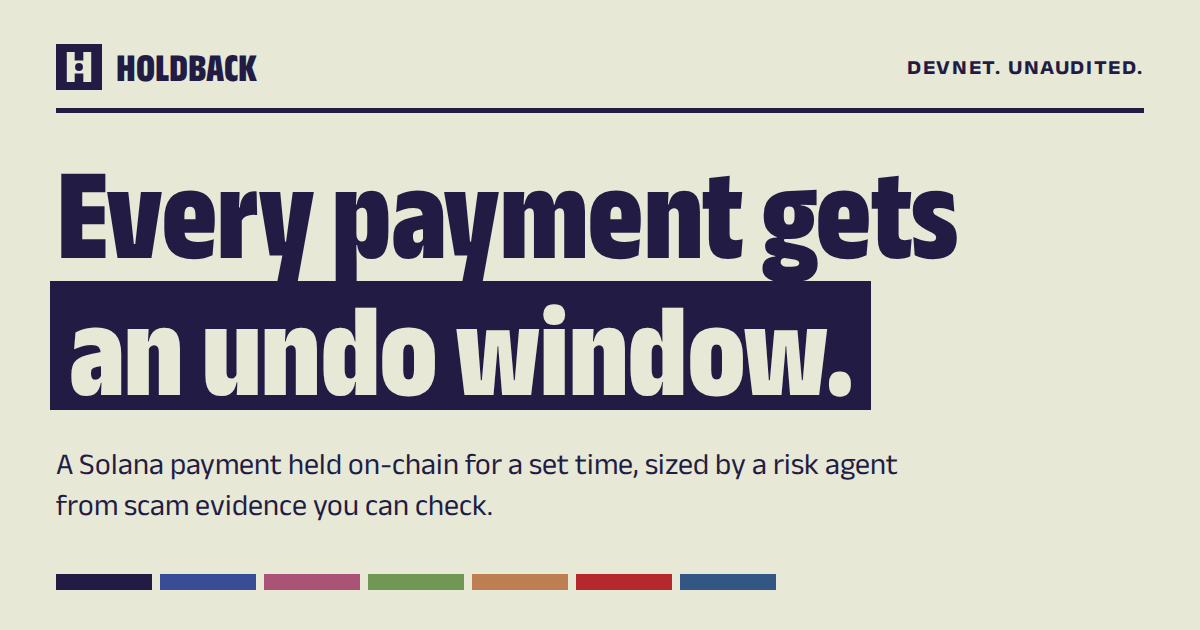 HOLDBACK
DEVNET. UNAUDITED.
Every payment gets
an undo window.
A Solana payment held on-chain for a set time, sized by a risk agent
from scam evidence you can check.